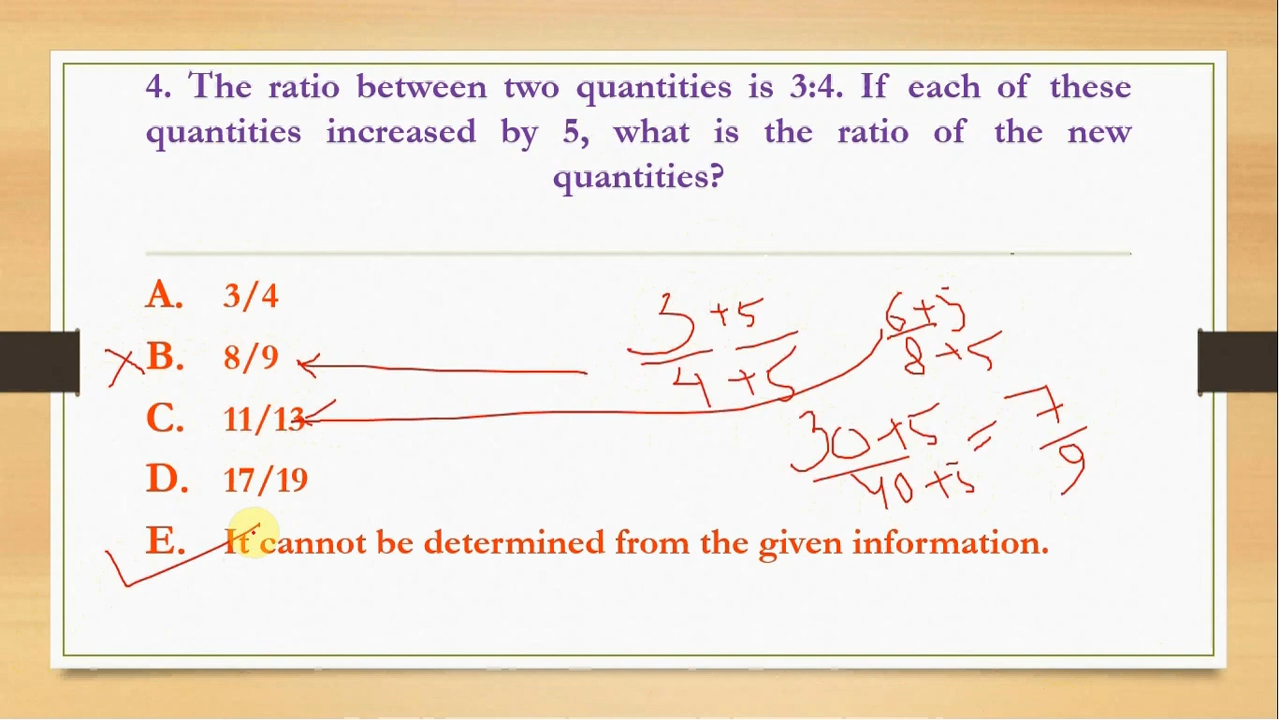 4. The ratio between two quantities is 3:4. If each of these
quantities increased by 5, what is the ratio of the new
quantities?
A. 3/4
B. 8/9
C. 11/13
D. 17/19
E. It cannot be determined from the given information.
3 +5
4 +5
6+5
8+5
30+5 = 7
40+5 9